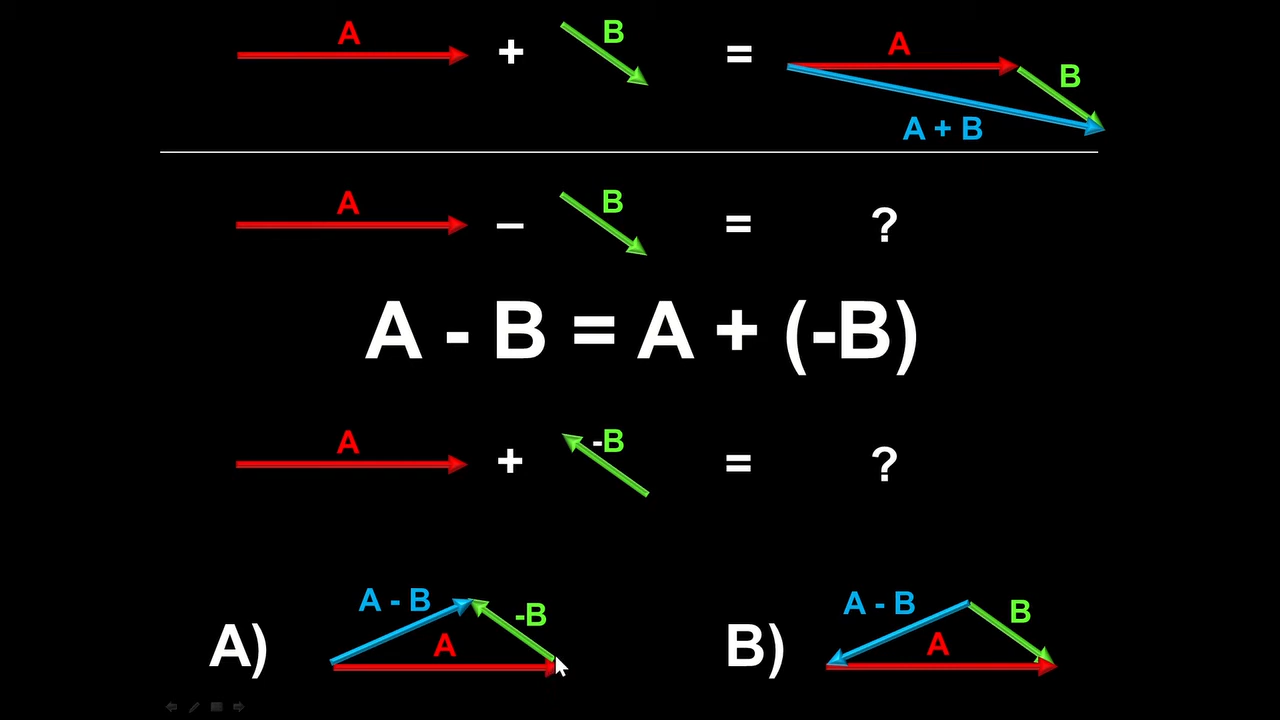 A + B = A B
A + B
A – B = ?
A - B = A + (-B)
A + -B = ?
A) A - B -B A
B) A - B B A